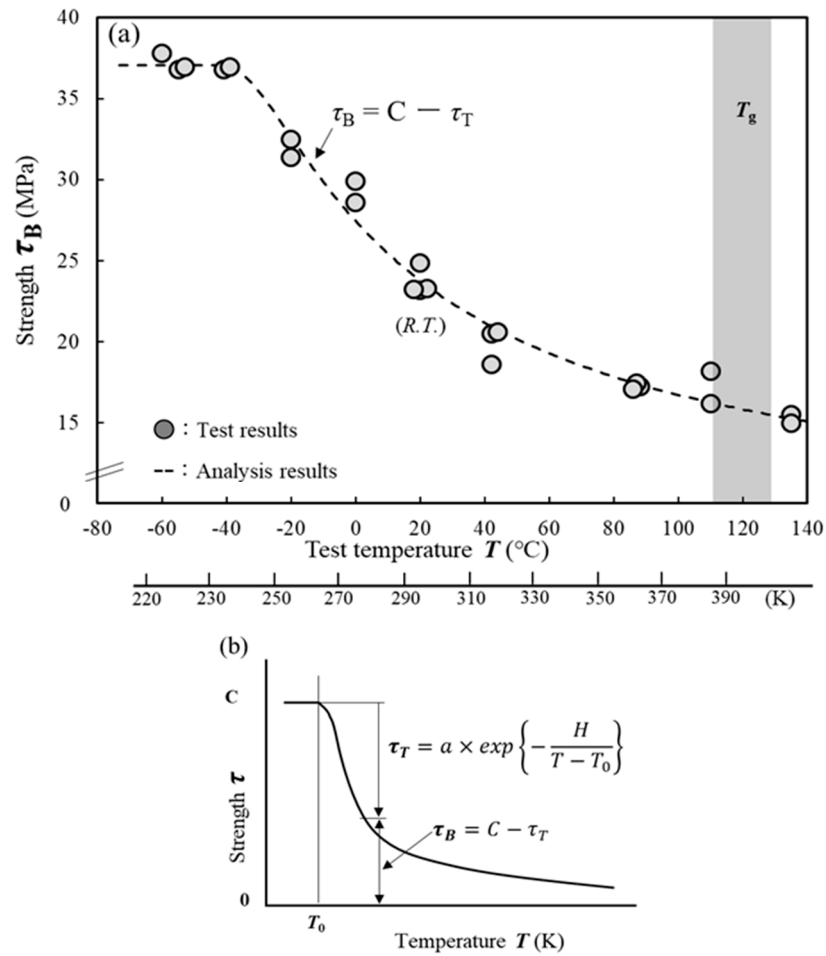 (a)
40
35
30
25
20
15
0
Strength τB (MPa)
τB = C − τT
Tg
(R.T.)
: Test results
: Analysis results
-80 -60 -40 -20 0 20 40 60 80 100 120 140
Test temperature T (°C)
220 230 250 270 290 310 330 350 370 390 (K)
(b)
C
τT = a × exp{−H/(T − T0)}
τB = C − τT
Strength τ
0
T0
Temperature T (K)